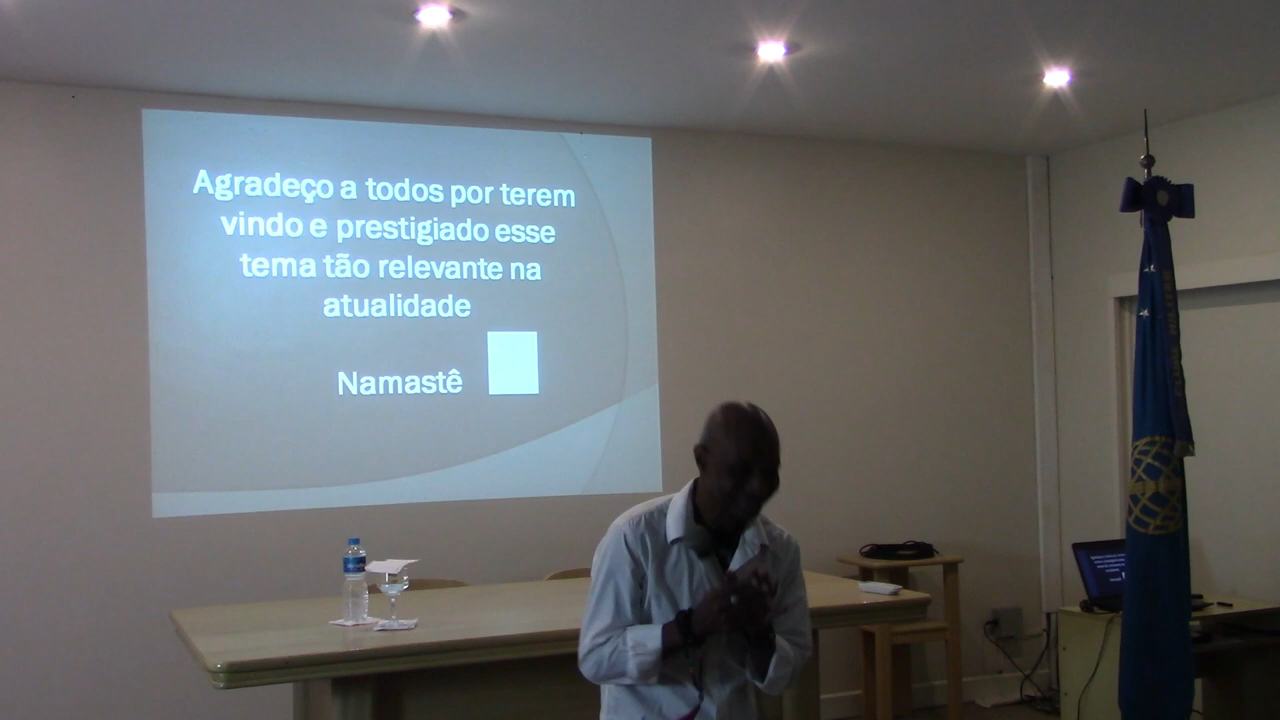 Agradeço a todos por terem
vindo e prestigiado esse
tema tão relevante na
atualidade
Namastê